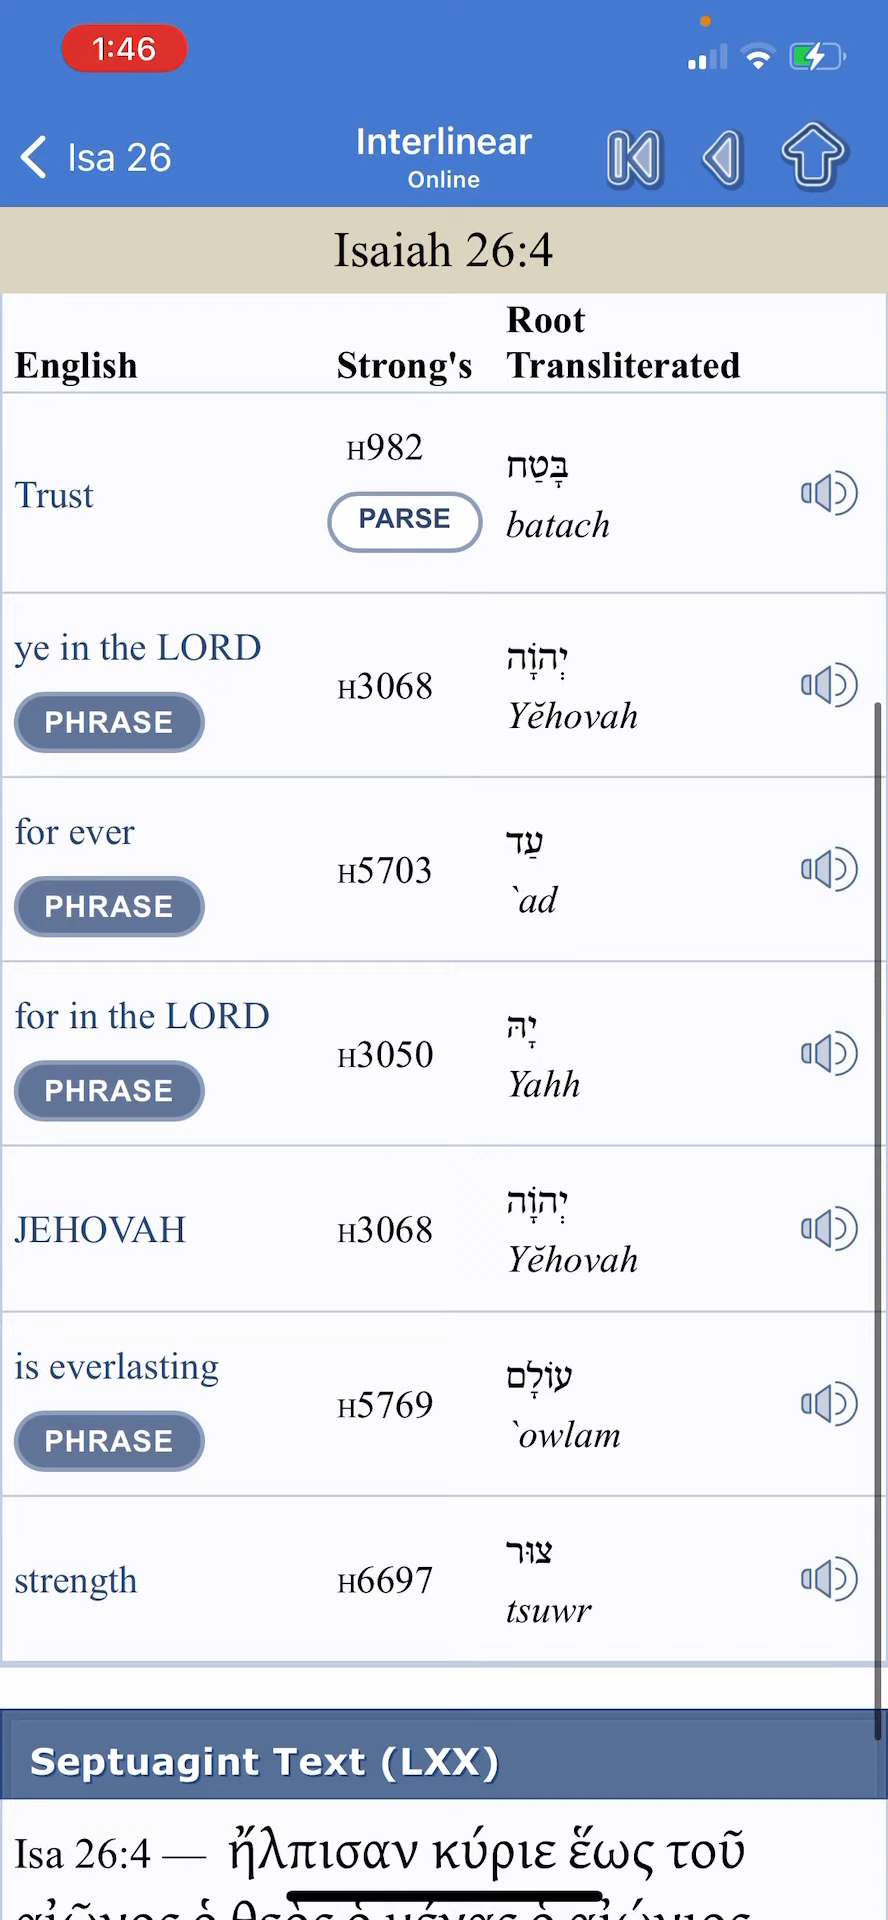 1:46
Isa 26
Interlinear
Online
Isaiah 26:4
English Strong's Root Transliterated
Trust
H982
PARSE
בָּטַח
batach
ye in the LORD
PHRASE
H3068
יְהֹוָה
Yĕhovah
for ever
PHRASE
H5703
עַד
`ad
for in the LORD
PHRASE
H3050
יָהּ
Yahh
JEHOVAH
H3068
יְהֹוָה
Yĕhovah
is everlasting
PHRASE
H5769
עוֹלָם
`owlam
strength
H6697
צוּר
tsuwr
Septuagint Text (LXX)
Isa 26:4 — ἤλπισαν κύριε ἕως τοῦ